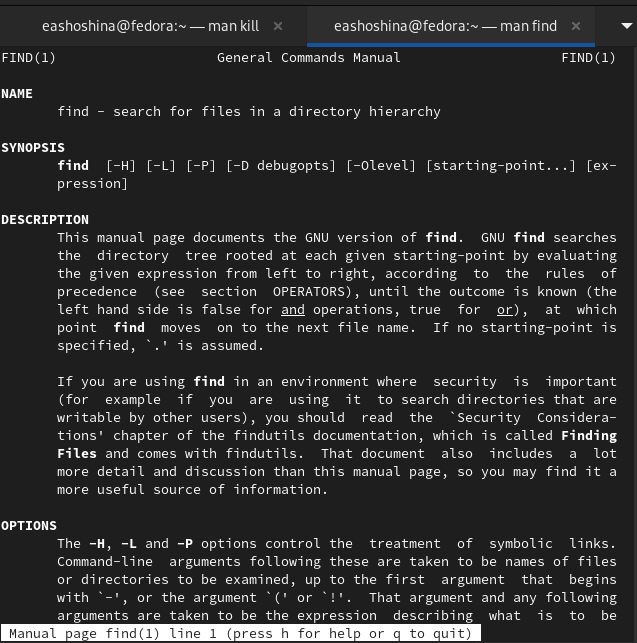 eashoshina@fedora:~ — man kill × eashoshina@fedora:~ — man find ×
FIND(1) General Commands Manual FIND(1)
NAME
find - search for files in a directory hierarchy
SYNOPSIS
find [-H] [-L] [-P] [-D debugopts] [-Olevel] [starting-point...] [ex-
pression]
DESCRIPTION
This manual page documents the GNU version of find. GNU find searches
the directory tree rooted at each given starting-point by evaluating
the given expression from left to right, according to the rules of
precedence (see section OPERATORS), until the outcome is known (the
left hand side is false for and operations, true for or), at which
point find moves on to the next file name. If no starting-point is
specified, `.' is assumed.
If you are using find in an environment where security is important
(for example if you are using it to search directories that are
writable by other users), you should read the `Security Considera-
tions' chapter of the findutils documentation, which is called Finding
Files and comes with findutils. That document also includes a lot
more detail and discussion than this manual page, so you may find it a
more useful source of information.
OPTIONS
The -H, -L and -P options control the treatment of symbolic links.
Command-line arguments following these are taken to be names of files
or directories to be examined, up to the first argument that begins
with `-', or the argument `(' or `!'. That argument and any following
arguments are taken to be the expression describing what is to be
Manual page find(1) line 1 (press h for help or q to quit)